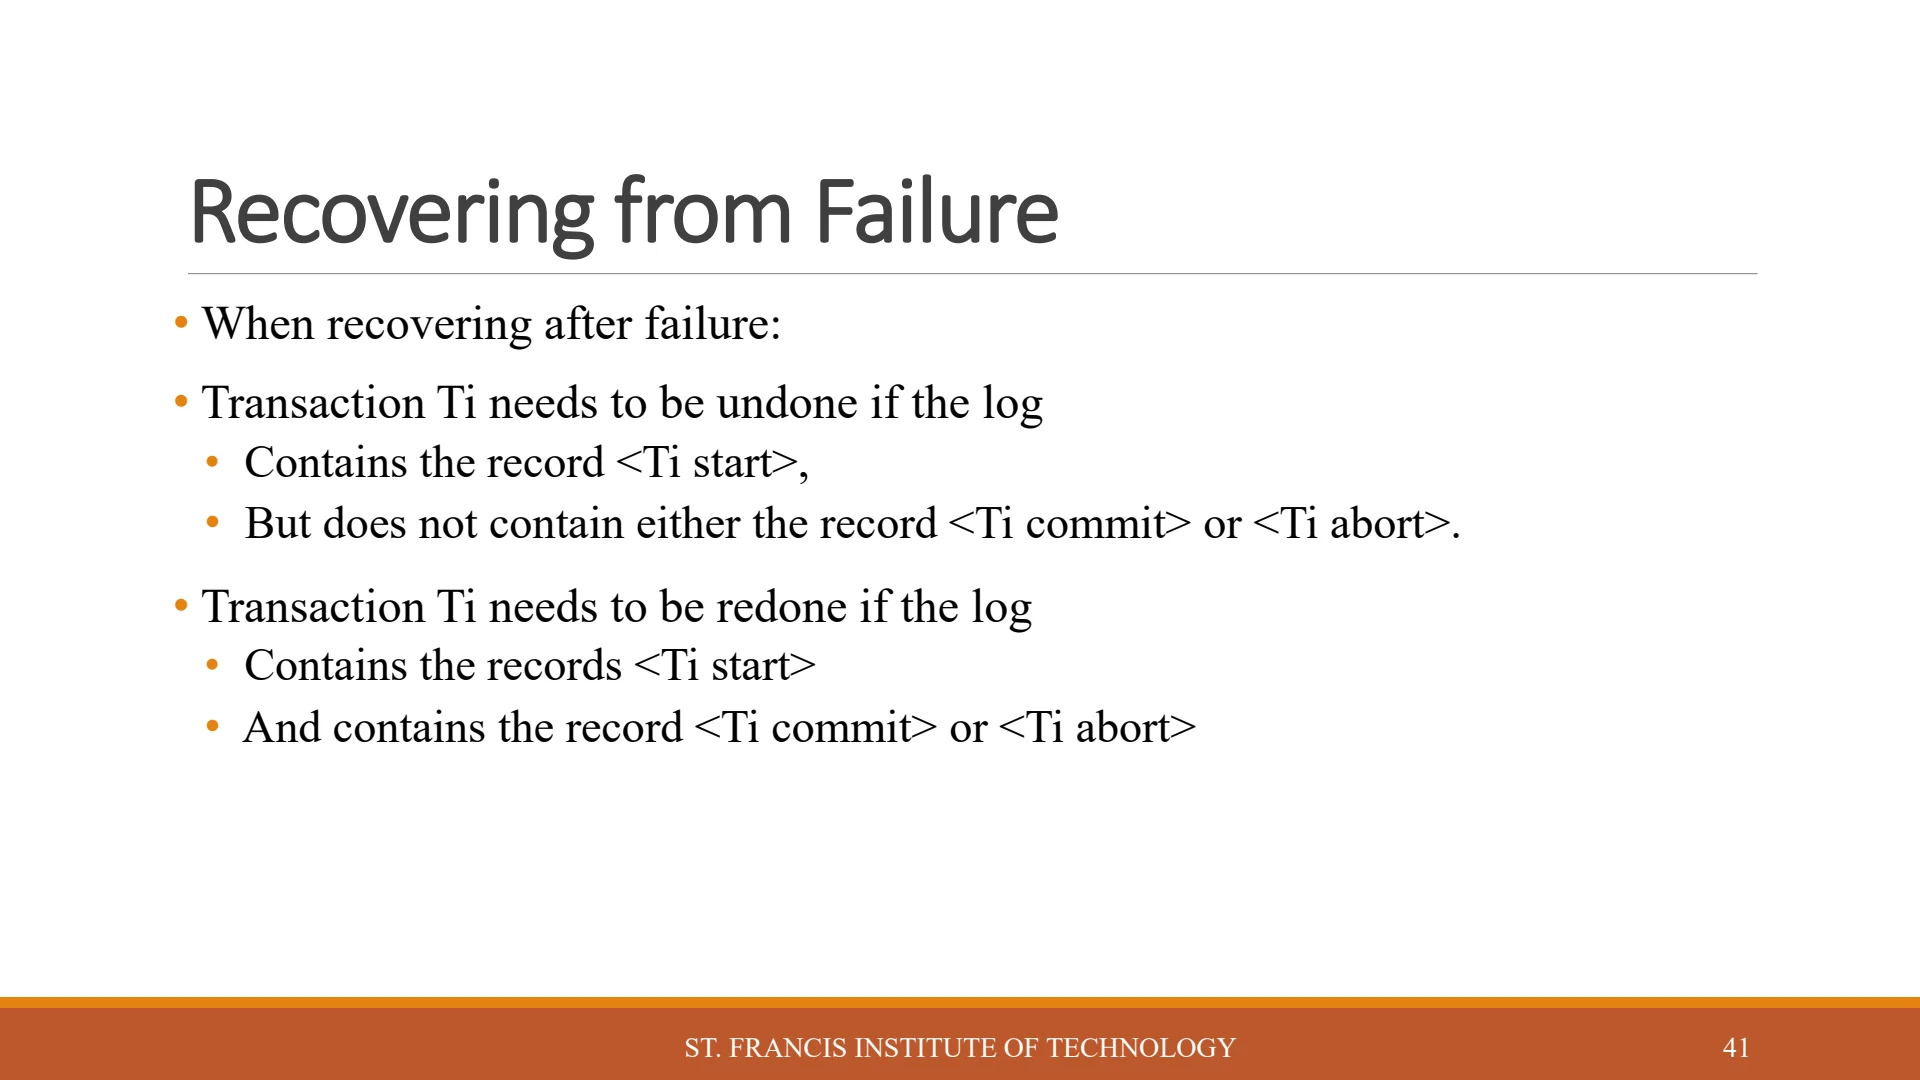 Recovering from Failure
• When recovering after failure:
• Transaction Ti needs to be undone if the log
• Contains the record <Ti start>,
• But does not contain either the record <Ti commit> or <Ti abort>.
• Transaction Ti needs to be redone if the log
• Contains the records <Ti start>
• And contains the record <Ti commit> or <Ti abort>
ST. FRANCIS INSTITUTE OF TECHNOLOGY
41